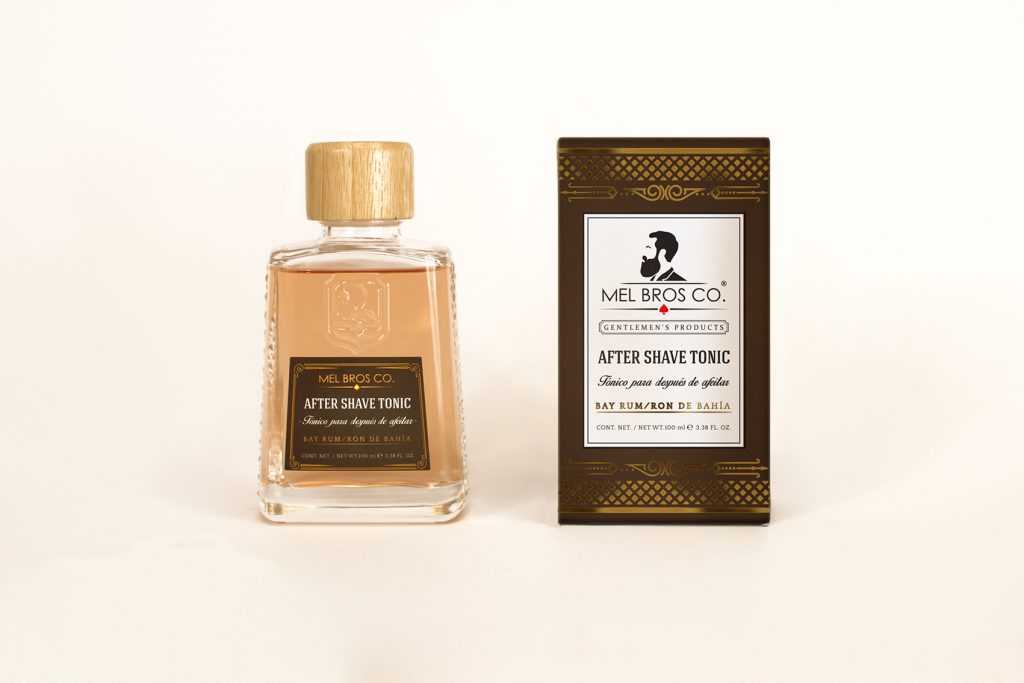 MEL BROS CO.
AFTER SHAVE TONIC
-Tónico para después de afeitar-
BAY RUM/RON DE BAHÍA
CONT. NET. / NET WT.100 ml ℮ 3.38 FL. OZ.
MEL BROS CO.®
GENTLEMEN'S PRODUCTS
AFTER SHAVE TONIC
Tónico para después de afeitar
BAY RUM/RON DE BAHÍA
CONT. NET. / NET WT.100 ml ℮ 3.38 FL. OZ.